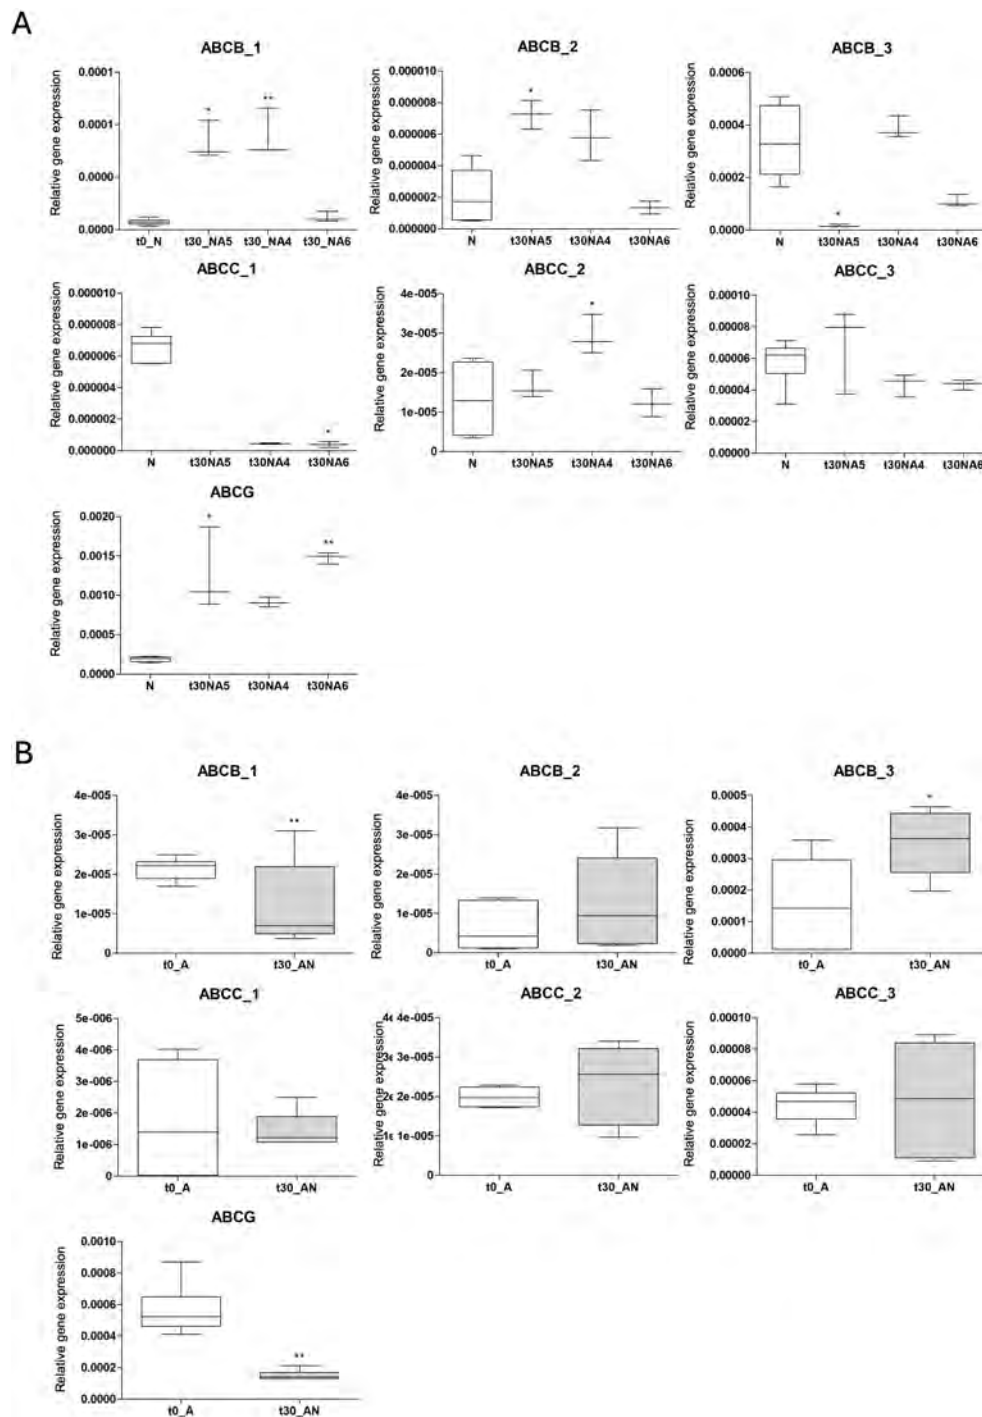 A
ABCB_1
Relative gene expression
0.0001
0.0001
0.0000
0.0000
t0_N t30_NA5 t30_NA4 t30_NA6
* **
ABCB_2
Relative gene expression
0.000010
0.000008
0.000006
0.000004
0.000002
0.000000
N t30NA5 t30NA4 t30NA6
*
ABCB_3
Relative gene expression
0.0006
0.0004
0.0002
0.0000
N t30NA5 t30NA4 t30NA6
*
ABCC_1
Relative gene expression
0.000010
0.000008
0.000006
0.000004
0.000002
0.000000
N t30NA5 t30NA4 t30NA6
*
ABCC_2
Relative gene expression
4e-005
3e-005
2e-005
1e-005
0
N t30NA5 t30NA4 t30NA6
*
ABCC_3
Relative gene expression
0.00010
0.00008
0.00006
0.00004
0.00002
0.00000
N t30NA5 t30NA4 t30NA6
ABCG
Relative gene expression
0.0020
0.0015
0.0010
0.0005
0.0000
N t30NA5 t30NA4 t30NA6
* **
B
ABCB_1
Relative gene expression
4e-005
3e-005
2e-005
1e-005
0
t0_A t30_AN
**
ABCB_2
Relative gene expression
4e-005
3e-005
2e-005
1e-005
0
t0_A t30_AN
ABCB_3
Relative gene expression
0.0005
0.0004
0.0003
0.0002
0.0001
0.0000
t0_A t30_AN
*
ABCC_1
Relative gene expression
5e-006
4e-006
3e-006
2e-006
1e-006
0
t0_A t30_AN
ABCC_2
Relative gene expression
4e-005
3e-005
2e-005
1e-005
0
t0_A t30_AN
ABCC_3
Relative gene expression
0.00010
0.00008
0.00006
0.00004
0.00002
0.00000
t0_A t30_AN
ABCG
Relative gene expression
0.0010
0.0008
0.0006
0.0004
0.0002
0.0000
t0_A t30_AN
**